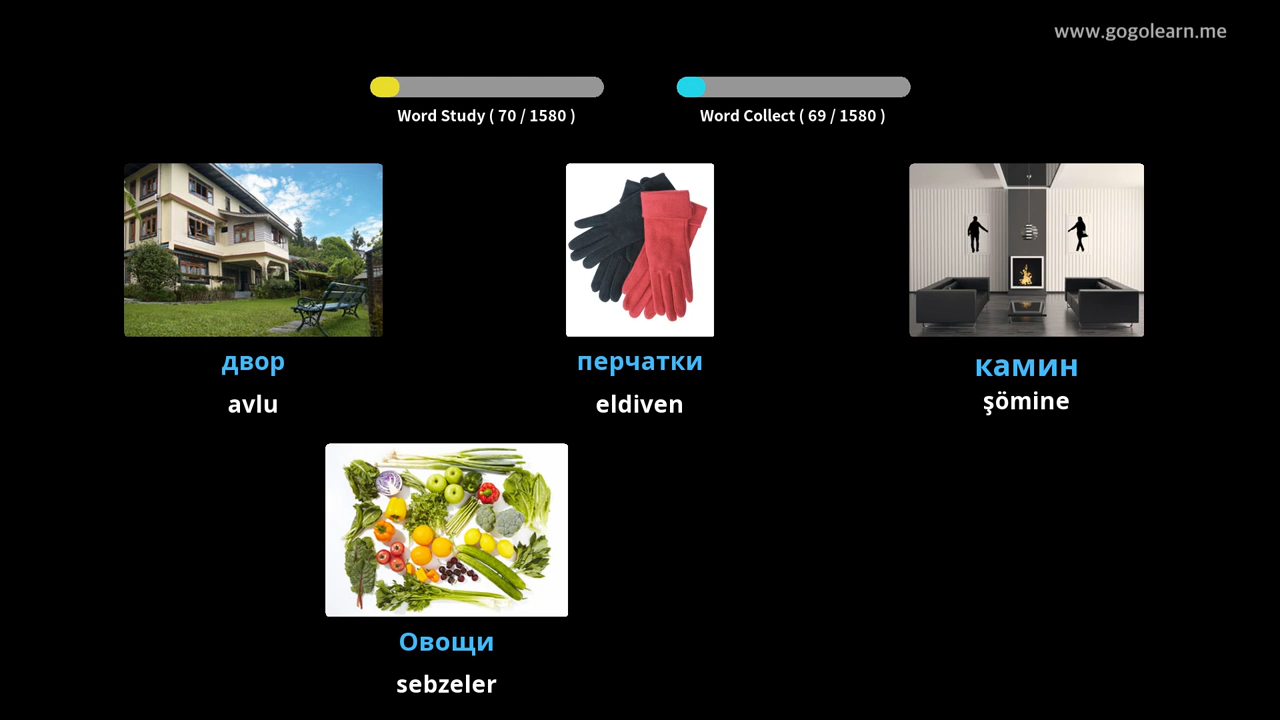 www.gogolearn.me
Word Study ( 70 / 1580 )
Word Collect ( 69 / 1580 )
двор
avlu
перчатки
eldiven
камин
şömine
Овощи
sebzeler